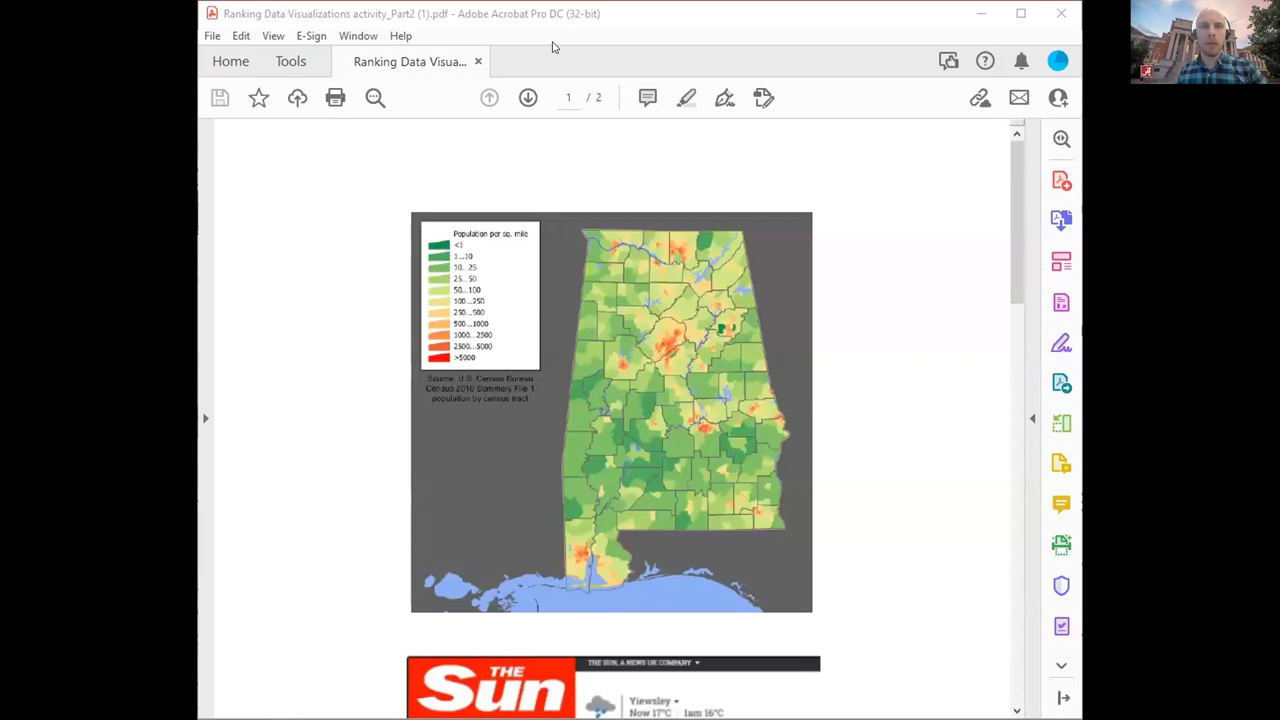 Ranking Data Visualizations activity_Part2 (1).pdf - Adobe Acrobat Pro DC (32-bit)
File Edit View E-Sign Window Help
Home Tools Ranking Data Visua... ×
1 / 2
Population per sq. mile
<1
1...10
10...25
25...50
50...100
100...250
250...500
500...1000
1000...2500
2500...5000
>5000
Source: U.S. Census Bureau
Census 2010 Summary File 1
population by census tract
THE
Sun
THE SUN, A NEWS UK COMPANY
Yiewsley
Now 17°C 1am 16°C